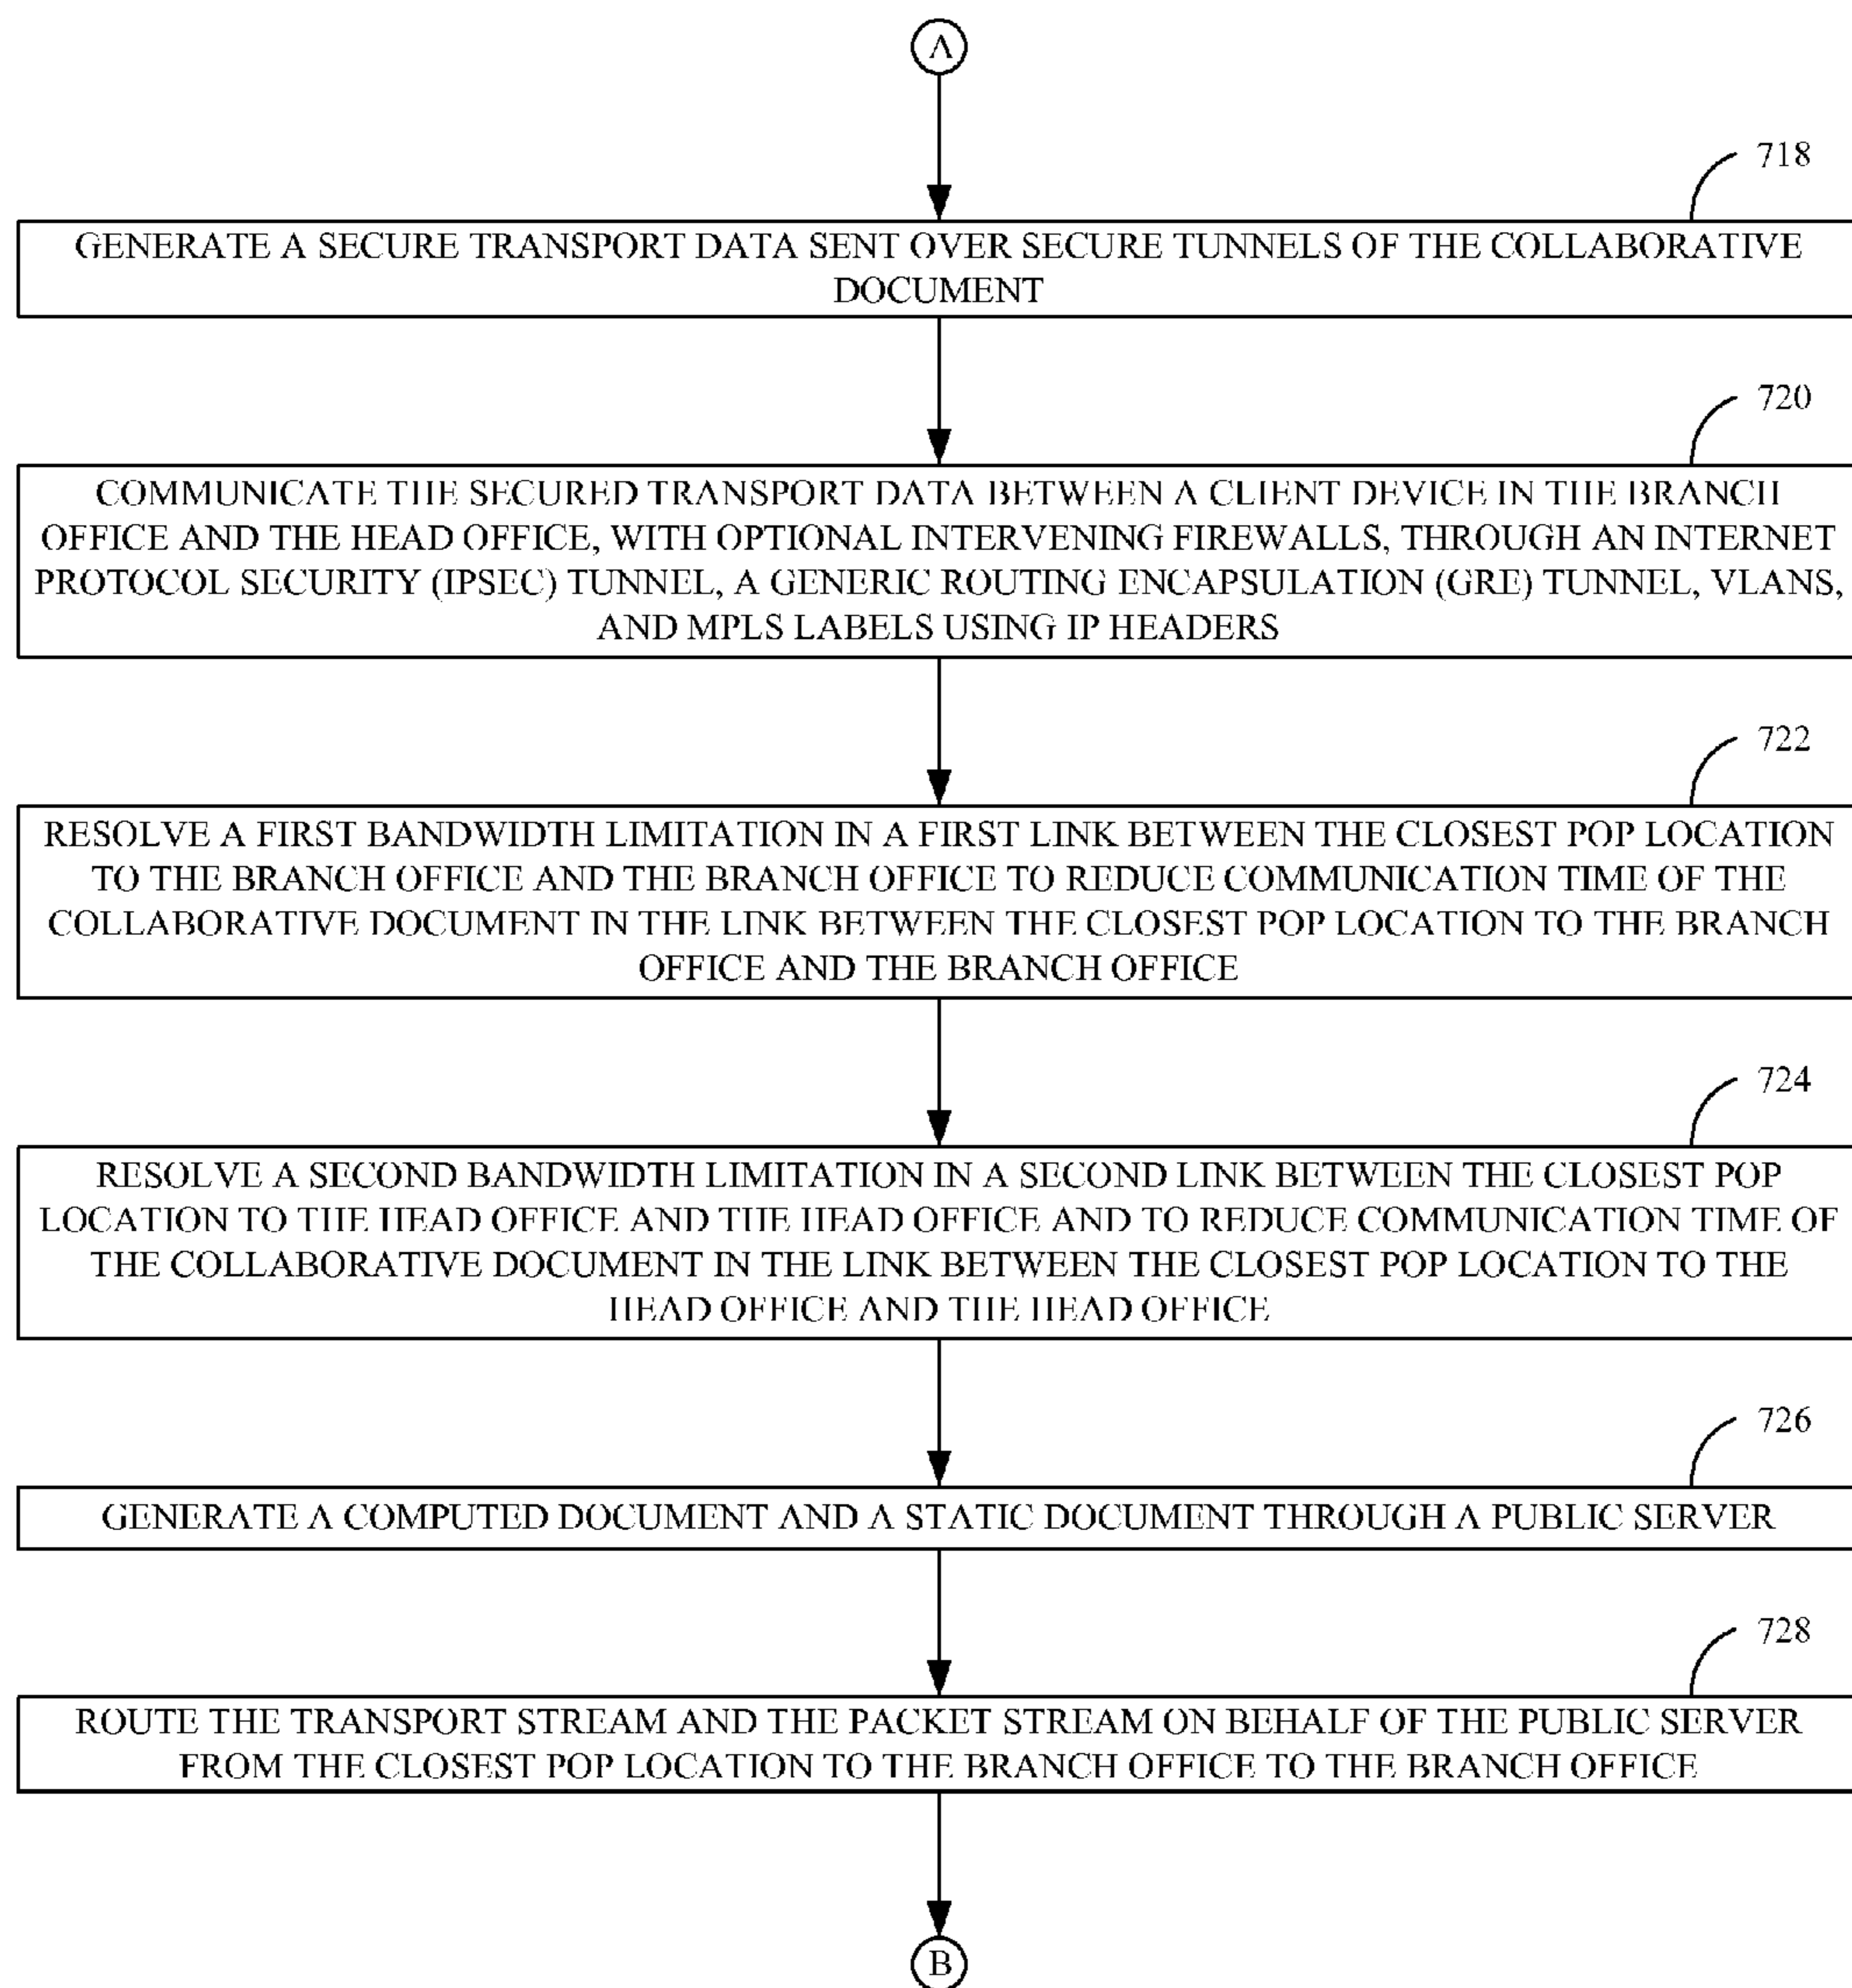 A
718
GENERATE A SECURE TRANSPORT DATA SENT OVER SECURE TUNNELS OF THE COLLABORATIVE
DOCUMENT
720
COMMUNICATE THE SECURED TRANSPORT DATA BETWEEN A CLIENT DEVICE IN THE BRANCH
OFFICE AND THE HEAD OFFICE, WITH OPTIONAL INTERVENING FIREWALLS, THROUGH AN INTERNET
PROTOCOL SECURITY (IPSEC) TUNNEL, A GENERIC ROUTING ENCAPSULATION (GRE) TUNNEL, VLANS,
AND MPLS LABELS USING IP HEADERS
722
RESOLVE A FIRST BANDWIDTH LIMITATION IN A FIRST LINK BETWEEN THE CLOSEST POP LOCATION
TO THE BRANCH OFFICE AND THE BRANCH OFFICE TO REDUCE COMMUNICATION TIME OF THE
COLLABORATIVE DOCUMENT IN THE LINK BETWEEN THE CLOSEST POP LOCATION TO THE BRANCH
OFFICE AND THE BRANCH OFFICE
724
RESOLVE A SECOND BANDWIDTH LIMITATION IN A SECOND LINK BETWEEN THE CLOSEST POP
LOCATION TO THE HEAD OFFICE AND THE HEAD OFFICE AND TO REDUCE COMMUNICATION TIME OF
THE COLLABORATIVE DOCUMENT IN THE LINK BETWEEN THE CLOSEST POP LOCATION TO THE
HEAD OFFICE AND THE HEAD OFFICE
726
GENERATE A COMPUTED DOCUMENT AND A STATIC DOCUMENT THROUGH A PUBLIC SERVER
728
ROUTE THE TRANSPORT STREAM AND THE PACKET STREAM ON BEHALF OF THE PUBLIC SERVER
FROM THE CLOSEST POP LOCATION TO THE BRANCH OFFICE TO THE BRANCH OFFICE
B